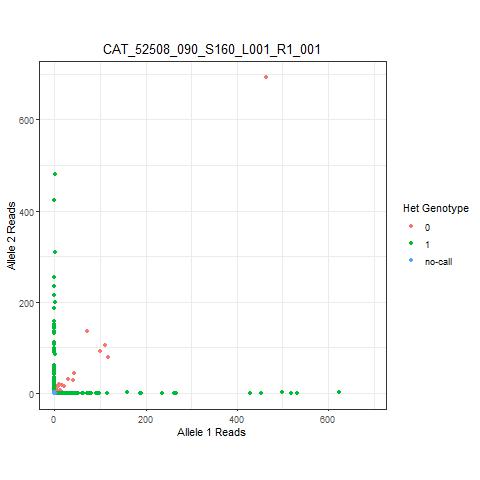 CAT_52508_090_S160_L001_R1_001
Allele 2 Reads
600
400
200
0
0
200
400
600
Allele 1 Reads
Het Genotype
0
1
no-call